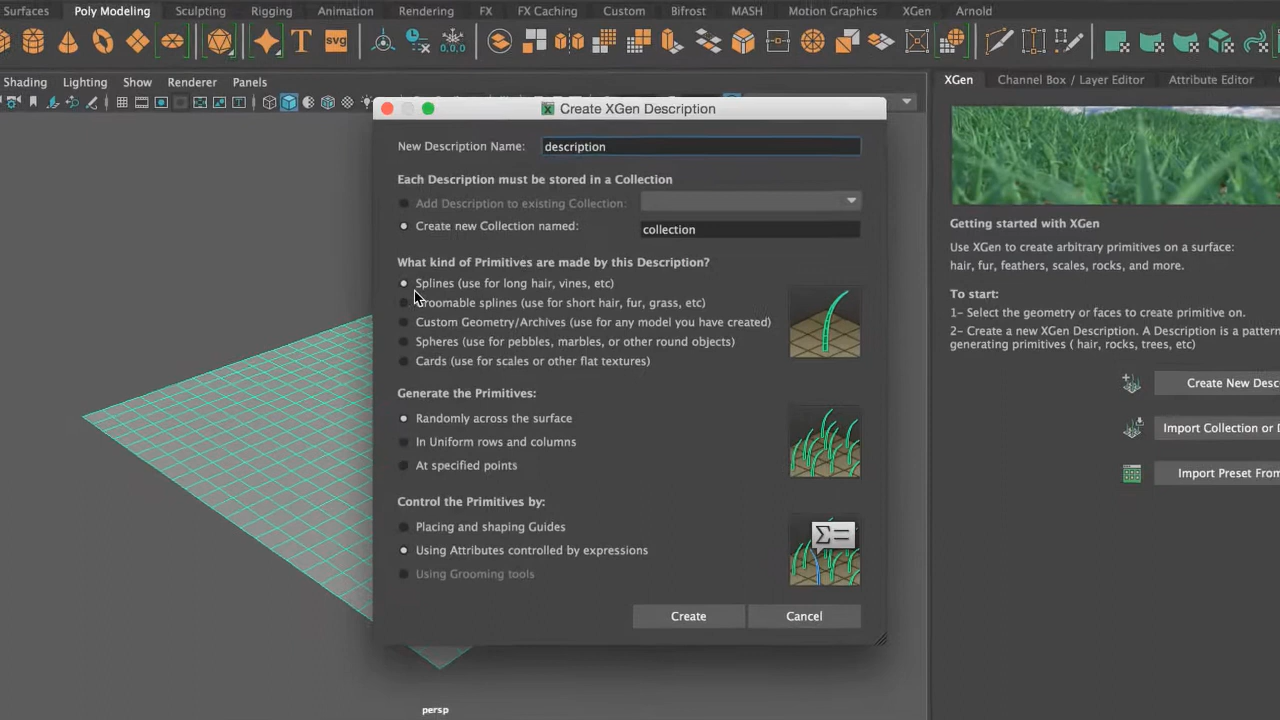 Surfaces Poly Modeling Sculpting Rigging Animation Rendering FX FX Caching Custom Bifrost MASH Motion Graphics XGen Arnold
T svg 0,0,0
Shading Lighting Show Renderer Panels
XGen Channel Box / Layer Editor Attribute Editor
Create XGen Description
New Description Name: description
Each Description must be stored in a Collection
Add Description to existing Collection:
Create new Collection named: collection
What kind of Primitives are made by this Description?
Splines (use for long hair, vines, etc)
Groomable splines (use for short hair, fur, grass, etc)
Custom Geometry/Archives (use for any model you have created)
Spheres (use for pebbles, marbles, or other round objects)
Cards (use for scales or other flat textures)
Generate the Primitives:
Randomly across the surface
In Uniform rows and columns
At specified points
Control the Primitives by:
Placing and shaping Guides
Using Attributes controlled by expressions
Using Grooming tools
Σ=
Create Cancel
Getting started with XGen
Use XGen to create arbitrary primitives on a surface:
hair, fur, feathers, scales, rocks, and more.
To start:
1- Select the geometry or faces to create primitive on.
2- Create a new XGen Description. A Description is a pattern
generating primitives ( hair, rocks, trees, etc)
Create New Desc
Import Collection or D
Import Preset From
persp